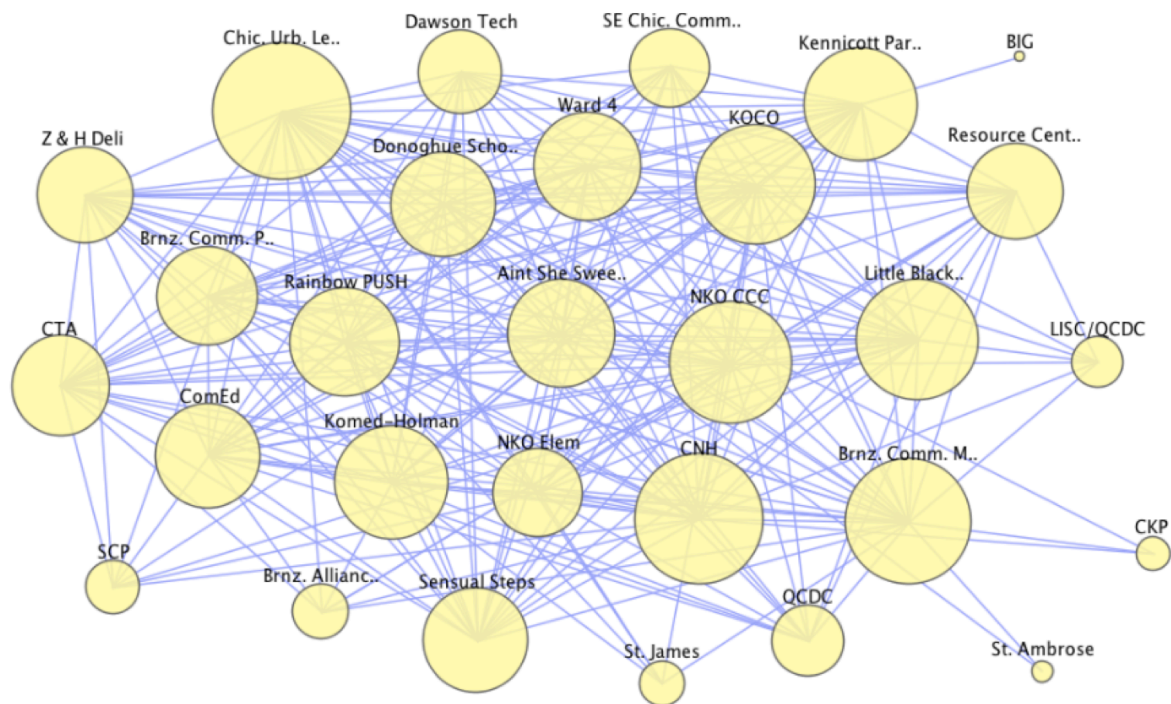 Dawson Tech
SE Chic. Comm..
Chic. Urb. Le..
Kennicott Par..
BIG
Ward 4
KOCO
Z & H Deli
Donoghue Scho..
Resource Cent..
Brnz. Comm. P..
Rainbow PUSH
Aint She Swee..
Little Black..
NKO CCC
CTA
LISC/QCDC
ComEd
Komed-Holman
NKO Elem
CNH
Brnz. Comm. M..
CKP
SCP
Brnz. Allianc..
Sensual Steps
QCDC
St. James
St. Ambrose